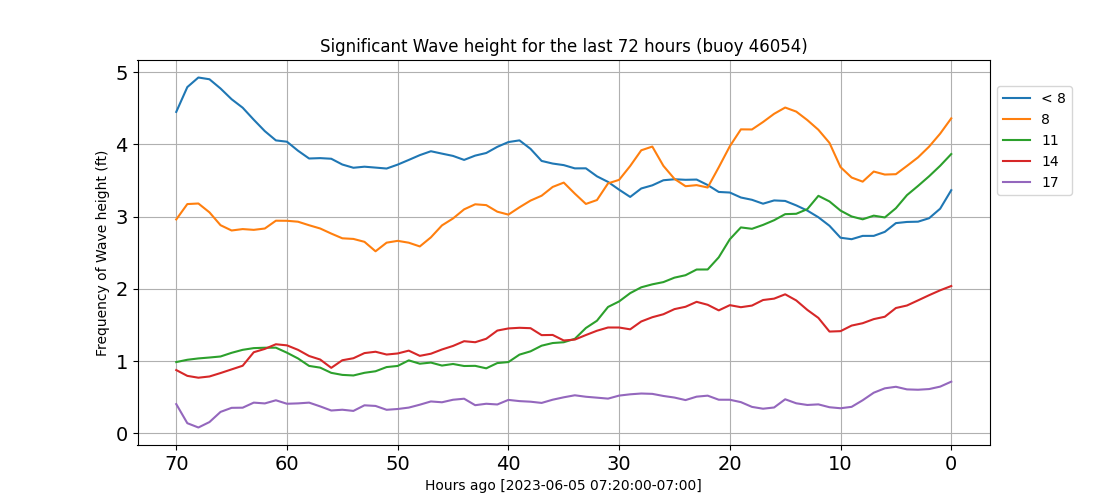 Significant Wave height for the last 72 hours (buoy 46054)
Frequency of Wave height (ft)
5
4
3
2
1
0
70 60 50 40 30 20 10 0
Hours ago [2023-06-05 07:20:00-07:00]
< 8
8
11
14
17